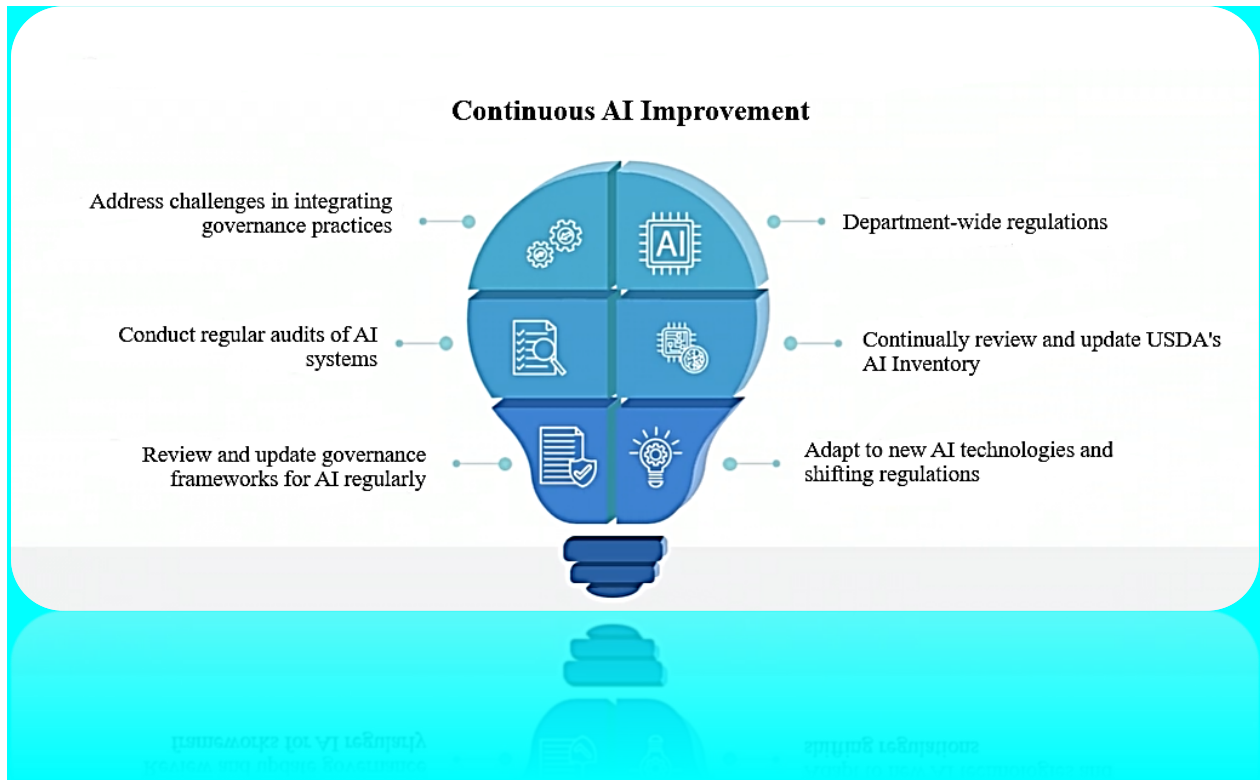 Continuous AI Improvement
Address challenges in integrating
governance practices
Department-wide regulations
AI
Conduct regular audits of AI
systems
Continually review and update USDA's
AI Inventory
Review and update governance
frameworks for AI regularly
Adapt to new AI technologies and
shifting regulations